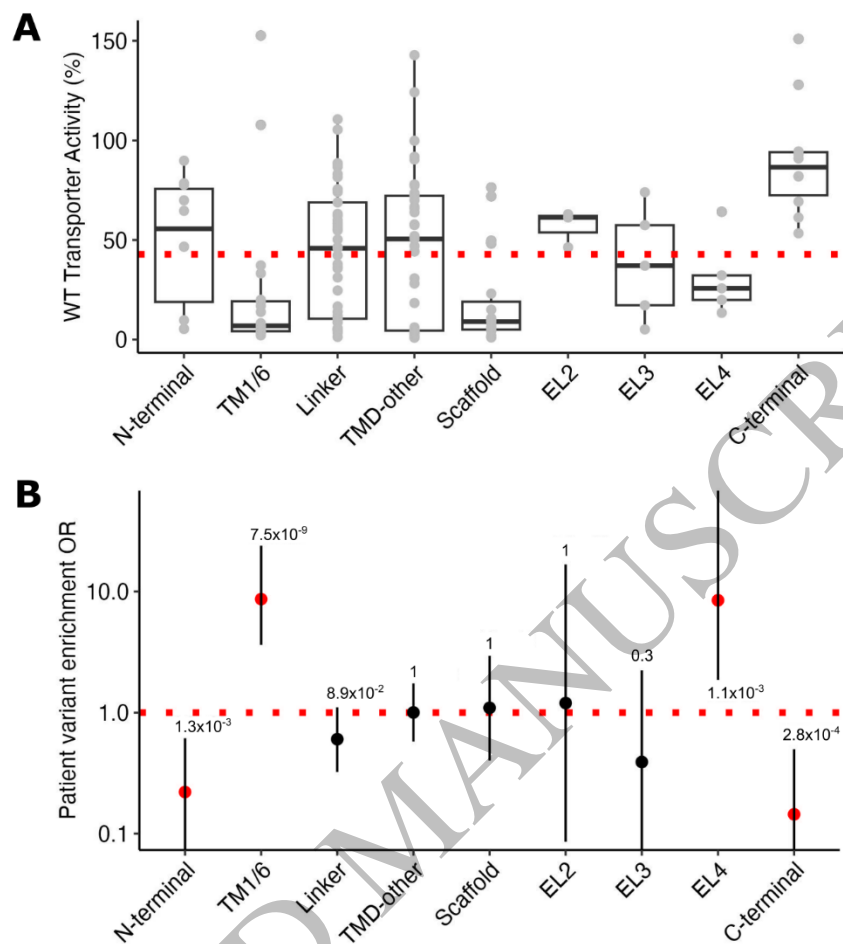 A
WT Transporter Activity (%)
150
100
50
0
N-terminal
TM1/6
Linker
TMD-other
Scaffold
EL2
EL3
EL4
C-terminal
B
Patient variant enrichment OR
10.0
1.0
0.1
1.3x10⁻³
7.5x10⁻⁹
8.9x10⁻²
1
1
1
0.3
1.1x10⁻³
2.8x10⁻⁴
N-terminal
TM1/6
Linker
TMD-other
Scaffold
EL2
EL3
EL4
C-terminal
D MANUSCR